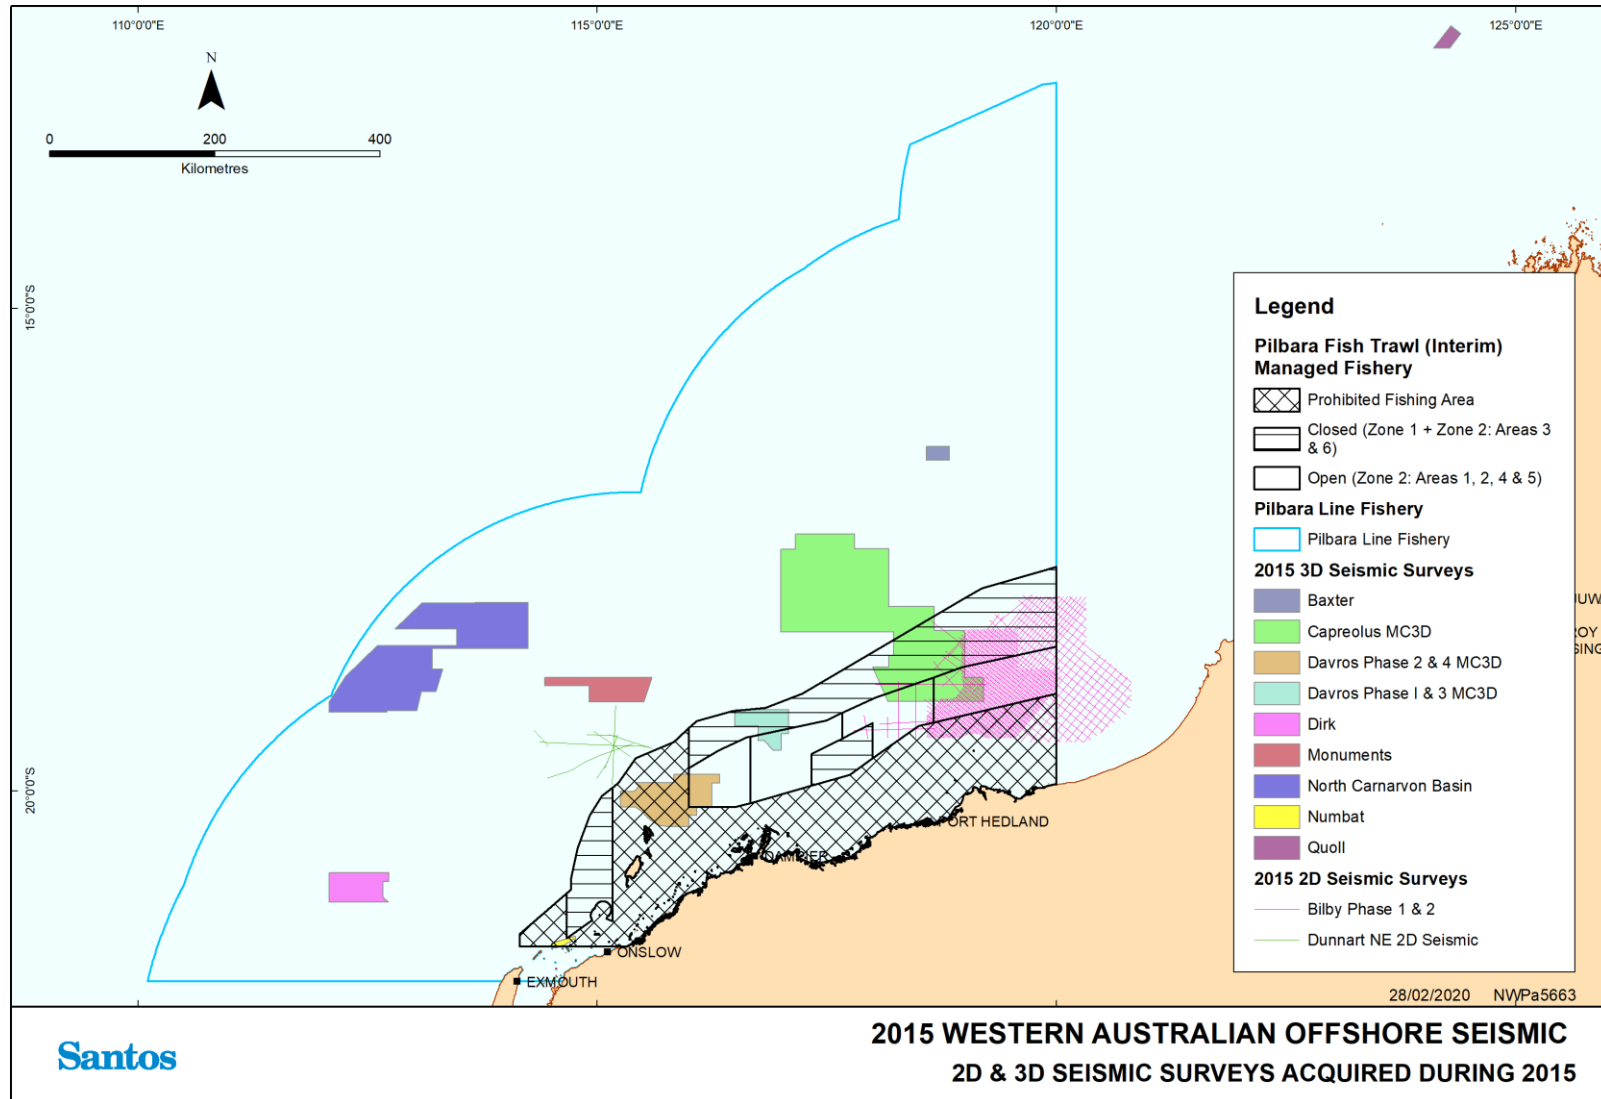 110°0'0"E
115°0'0"E
120°0'0"E
125°0'0"E
N
0 200 400
Kilometres
15°0'0"S
20°0'0"S
Legend
Pilbara Fish Trawl (Interim)
Managed Fishery
Prohibited Fishing Area
Closed (Zone 1 + Zone 2: Areas 3
& 6)
Open (Zone 2: Areas 1, 2, 4 & 5)
Pilbara Line Fishery
Pilbara Line Fishery
2015 3D Seismic Surveys
Baxter
Capreolus MC3D
Davros Phase 2 & 4 MC3D
Davros Phase I & 3 MC3D
Dirk
Monuments
North Carnarvon Basin
Numbat
Quoll
2015 2D Seismic Surveys
Bilby Phase 1 & 2
Dunnart NE 2D Seismic
PORT HEDLAND
DAMPIER
ONSLOW
EXMOUTH
28/02/2020 NWPa5663
Santos
2015 WESTERN AUSTRALIAN OFFSHORE SEISMIC
2D & 3D SEISMIC SURVEYS ACQUIRED DURING 2015